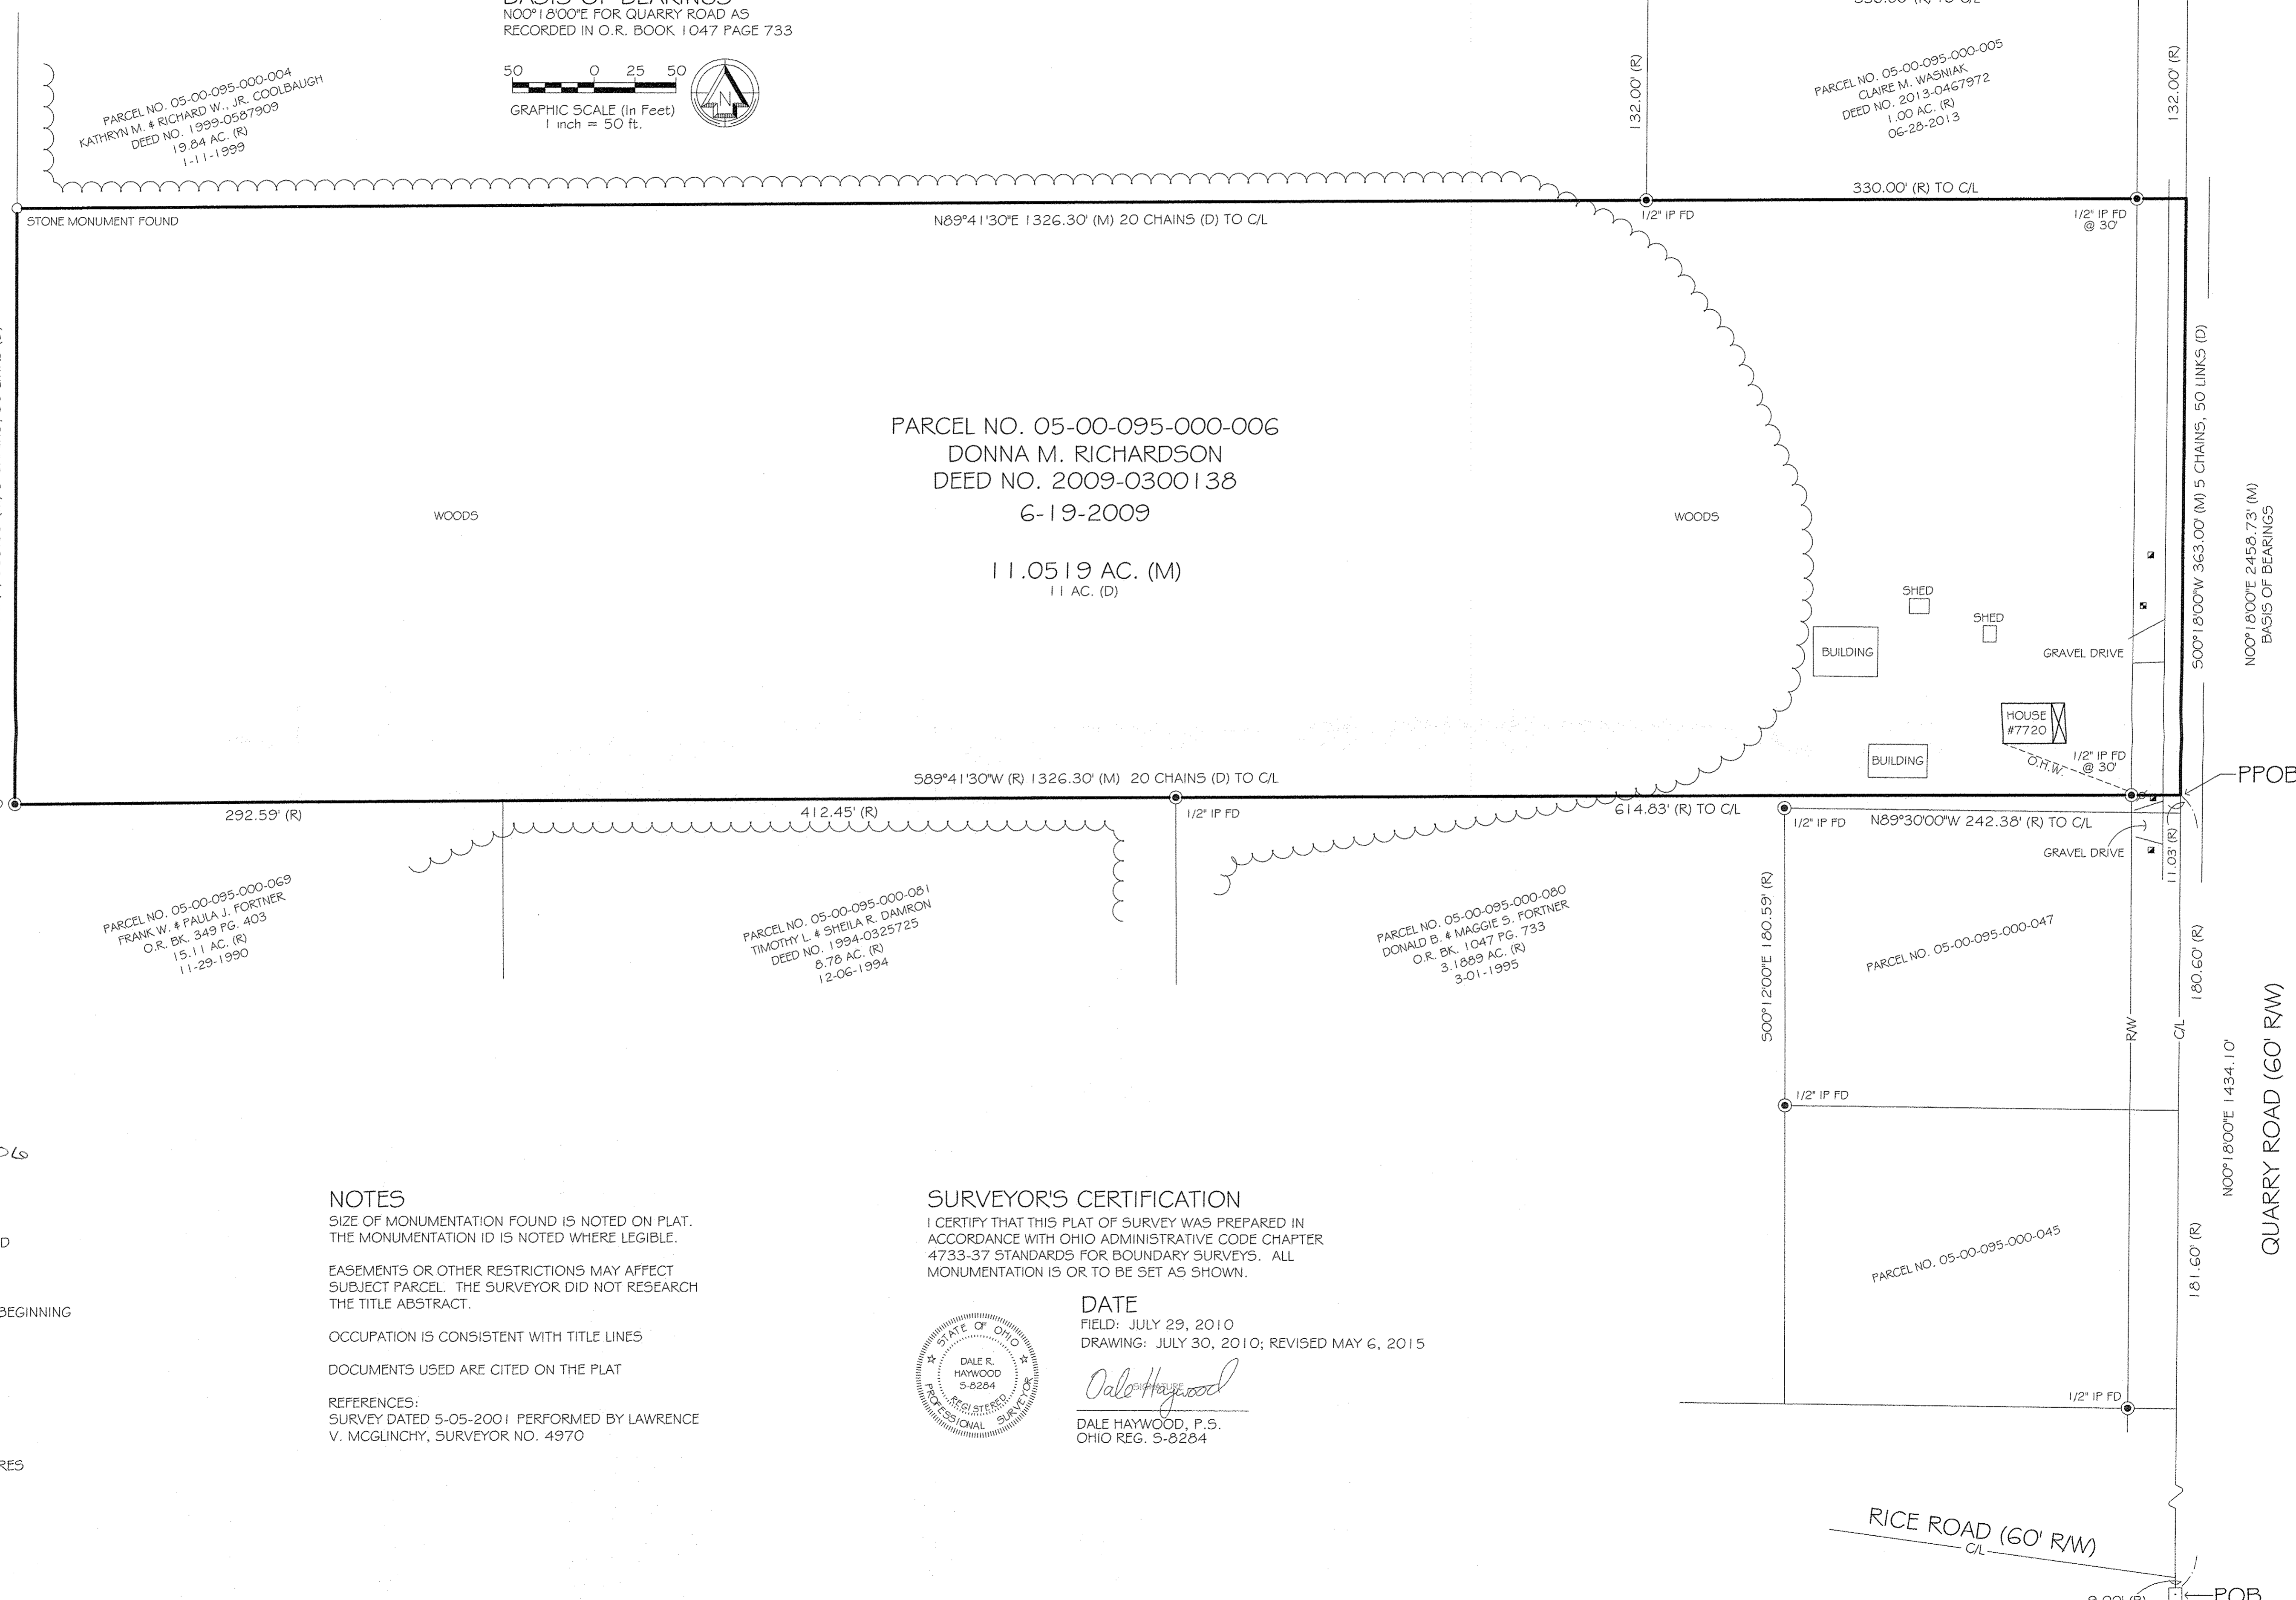 BASIS OF BEARINGS
N00°18'00"E FOR QUARRY ROAD AS
RECORDED IN O.R. BOOK 1047 PAGE 733
50 0 25 50
GRAPHIC SCALE (In Feet)
1 inch = 50 ft.
N
PARCEL NO. 05-00-095-000-004
KATHRYN M. & RICHARD W., JR. COOLBAUGH
DEED NO. 1999-0587909
19.84 AC. (R)
1-11-1999
330.00' (R) TO C/L
132.00' (R)
PARCEL NO. 05-00-095-000-005
CLAIRE M. WASNIAK
DEED NO. 2013-0467972
1.00 AC. (R)
06-28-2013
132.00' (R)
330.00' (R) TO C/L
STONE MONUMENT FOUND
N89°41'30"E 1326.30' (M) 20 CHAINS (D) TO C/L
1/2" IP FD
1/2" IP FD
@ 30'
PARCEL NO. 05-00-095-000-006
DONNA M. RICHARDSON
DEED NO. 2009-0300138
6-19-2009
11.0519 AC. (M)
11 AC. (D)
WOODS
WOODS
S00°18'00"W 363.00' (M) 5 CHAINS, 50 LINKS (D)
N00°18'00"E 2458.73' (M)
BASIS OF BEARINGS
SHED
SHED
BUILDING
GRAVEL DRIVE
HOUSE
#7720
BUILDING
O.H.W.
1/2" IP FD
@ 30'
PPOB
S89°41'30"W (R) 1326.30' (M) 20 CHAINS (D) TO C/L
292.59' (R)
412.45' (R)
1/2" IP FD
614.83' (R) TO C/L
1/2" IP FD
N89°30'00"W 242.38' (R) TO C/L
GRAVEL DRIVE
11.03' (R)
PARCEL NO. 05-00-095-000-069
FRANK W. & PAULA J. FORTNER
O.R. BK. 349 PG. 403
15.11 AC. (R)
11-29-1990
PARCEL NO. 05-00-095-000-081
TIMOTHY L. & SHEILA R. DAMRON
DEED NO. 1994-0325725
8.78 AC. (R)
12-06-1994
PARCEL NO. 05-00-095-000-080
DONALD B. & MAGGIE S. FORTNER
O.R. BK. 1047 PG. 733
3.1889 AC. (R)
3-01-1995
S00°12'00"E 180.59' (R)
PARCEL NO. 05-00-095-000-047
180.60' (R)
R/W
C/L
1/2" IP FD
N00°18'00"E 1434.10'
QUARRY ROAD (60' R/W)
PARCEL NO. 05-00-095-000-045
181.60' (R)
1/2" IP FD
D
BEGINNING
RES
NOTES
SIZE OF MONUMENTATION FOUND IS NOTED ON PLAT.
THE MONUMENTATION ID IS NOTED WHERE LEGIBLE.
EASEMENTS OR OTHER RESTRICTIONS MAY AFFECT
SUBJECT PARCEL. THE SURVEYOR DID NOT RESEARCH
THE TITLE ABSTRACT.
OCCUPATION IS CONSISTENT WITH TITLE LINES
DOCUMENTS USED ARE CITED ON THE PLAT
REFERENCES:
SURVEY DATED 5-05-2001 PERFORMED BY LAWRENCE
V. MCGLINCHY, SURVEYOR NO. 4970
SURVEYOR'S CERTIFICATION
I CERTIFY THAT THIS PLAT OF SURVEY WAS PREPARED IN
ACCORDANCE WITH OHIO ADMINISTRATIVE CODE CHAPTER
4733-37 STANDARDS FOR BOUNDARY SURVEYS. ALL
MONUMENTATION IS OR TO BE SET AS SHOWN.
DATE
FIELD: JULY 29, 2010
DRAWING: JULY 30, 2010; REVISED MAY 6, 2015
STATE OF OHIO
DALE R.
HAYWOOD
S-8284
REGISTERED
PROFESSIONAL SURVEYOR
Dale Haywood
SIGNATURE
DALE HAYWOOD, P.S.
OHIO REG. S-8284
RICE ROAD (60' R/W)
C/L
POB